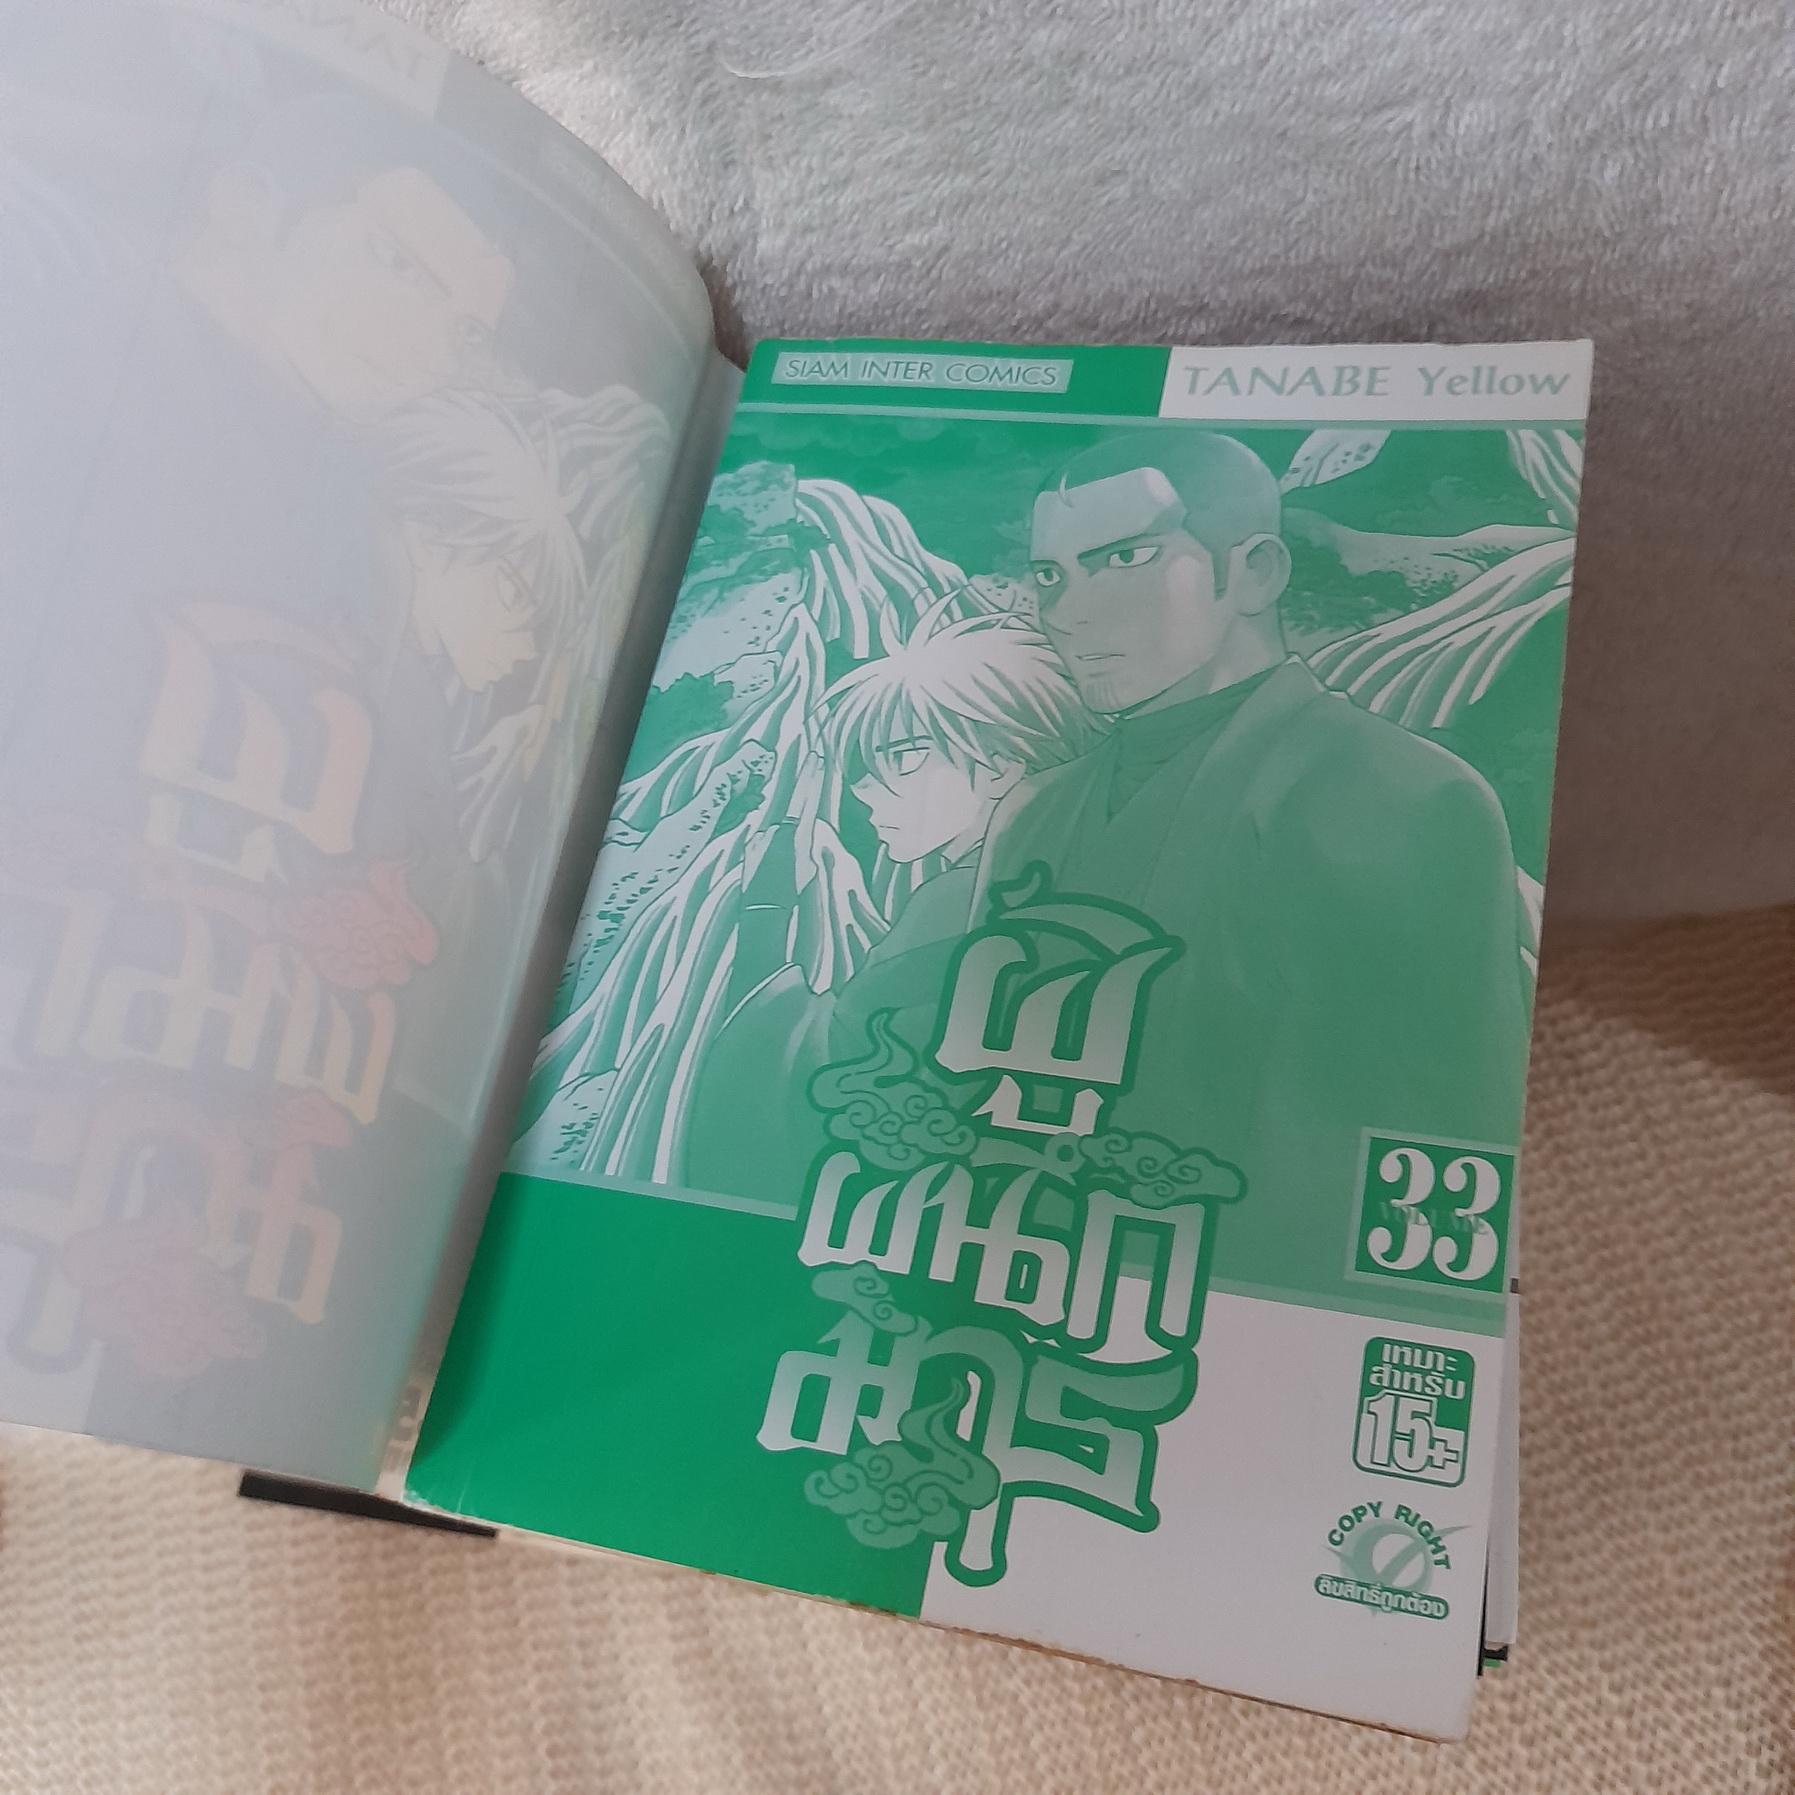 SIAM INTER COMICS
TANABE Yellow
ผู้
ผนึก
มาร
33
VOLUME
เหมาะ
สำหรับ
15+
COPY RIGHT
ลิขสิทธิ์ถูกต้อง